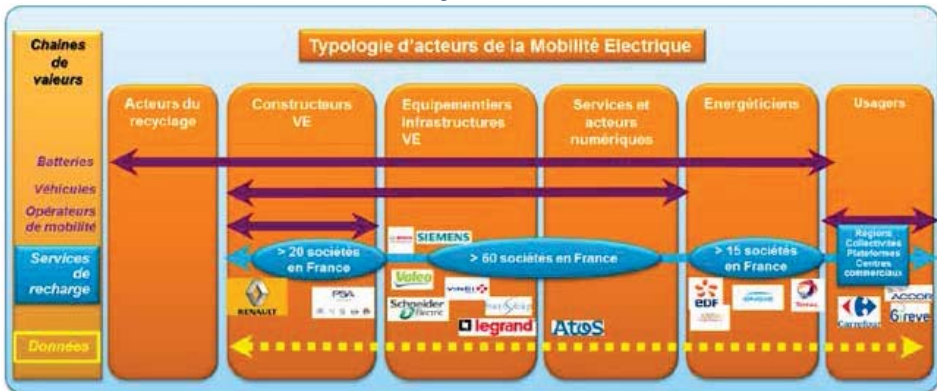 Typologie d'acteurs de la Mobilité Electrique
Chaines
de
valeurs
Acteurs du
recyclage
Constructeurs
VE
Equipementiers
Infrastructures
VE
Services et
acteurs
numériques
Energéticiens
Usagers
Batteries
Véhicules
Opérateurs
de mobilité
Services
de
recharge
Données
> 20 sociétés
en France
> 60 sociétés en France
> 15 sociétés
en France
Régions
Collectivités
Plateformes
Centres
commerciaux
RENAULT
PSA
SIEMENS
Valeo
VINCI
Schneider
Electric
legrand
Atos
eDF
ENGIE
TOTAL
Carrefour
ACCOR
Greve